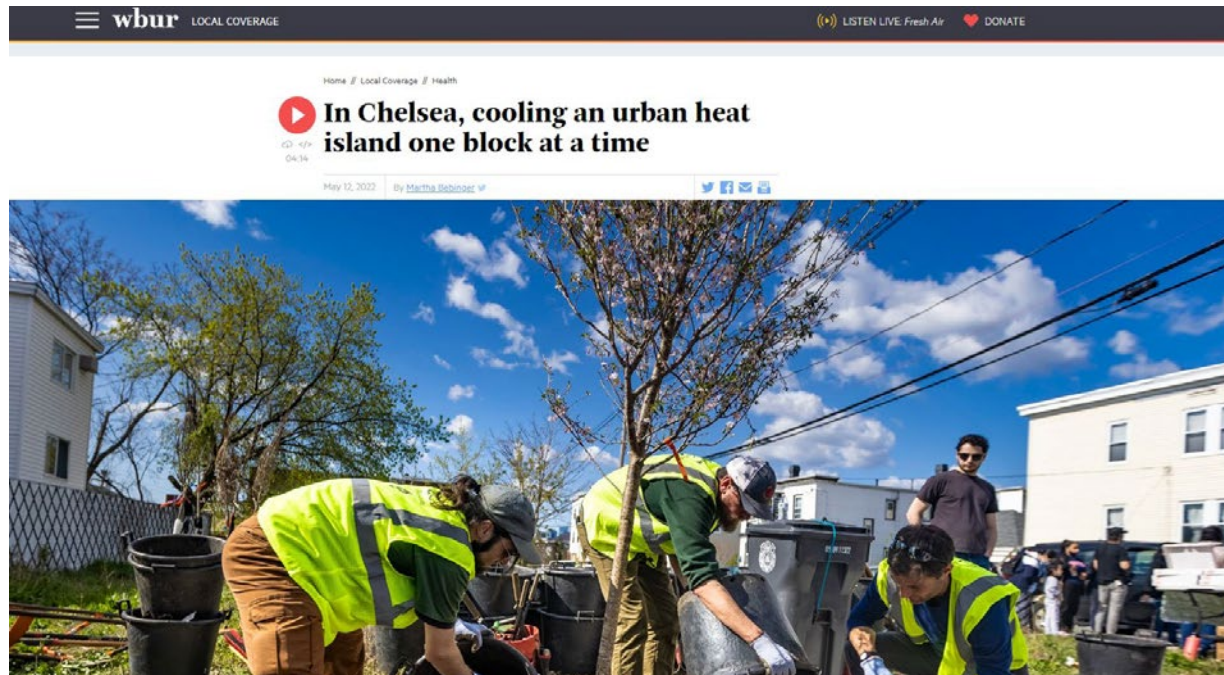 wbur LOCAL COVERAGE LISTEN LIVE: Fresh Air DONATE
Home // Local Coverage // Health
In Chelsea, cooling an urban heat
island one block at a time
</>
04:14
May 12, 2022 By Martha Bebinger